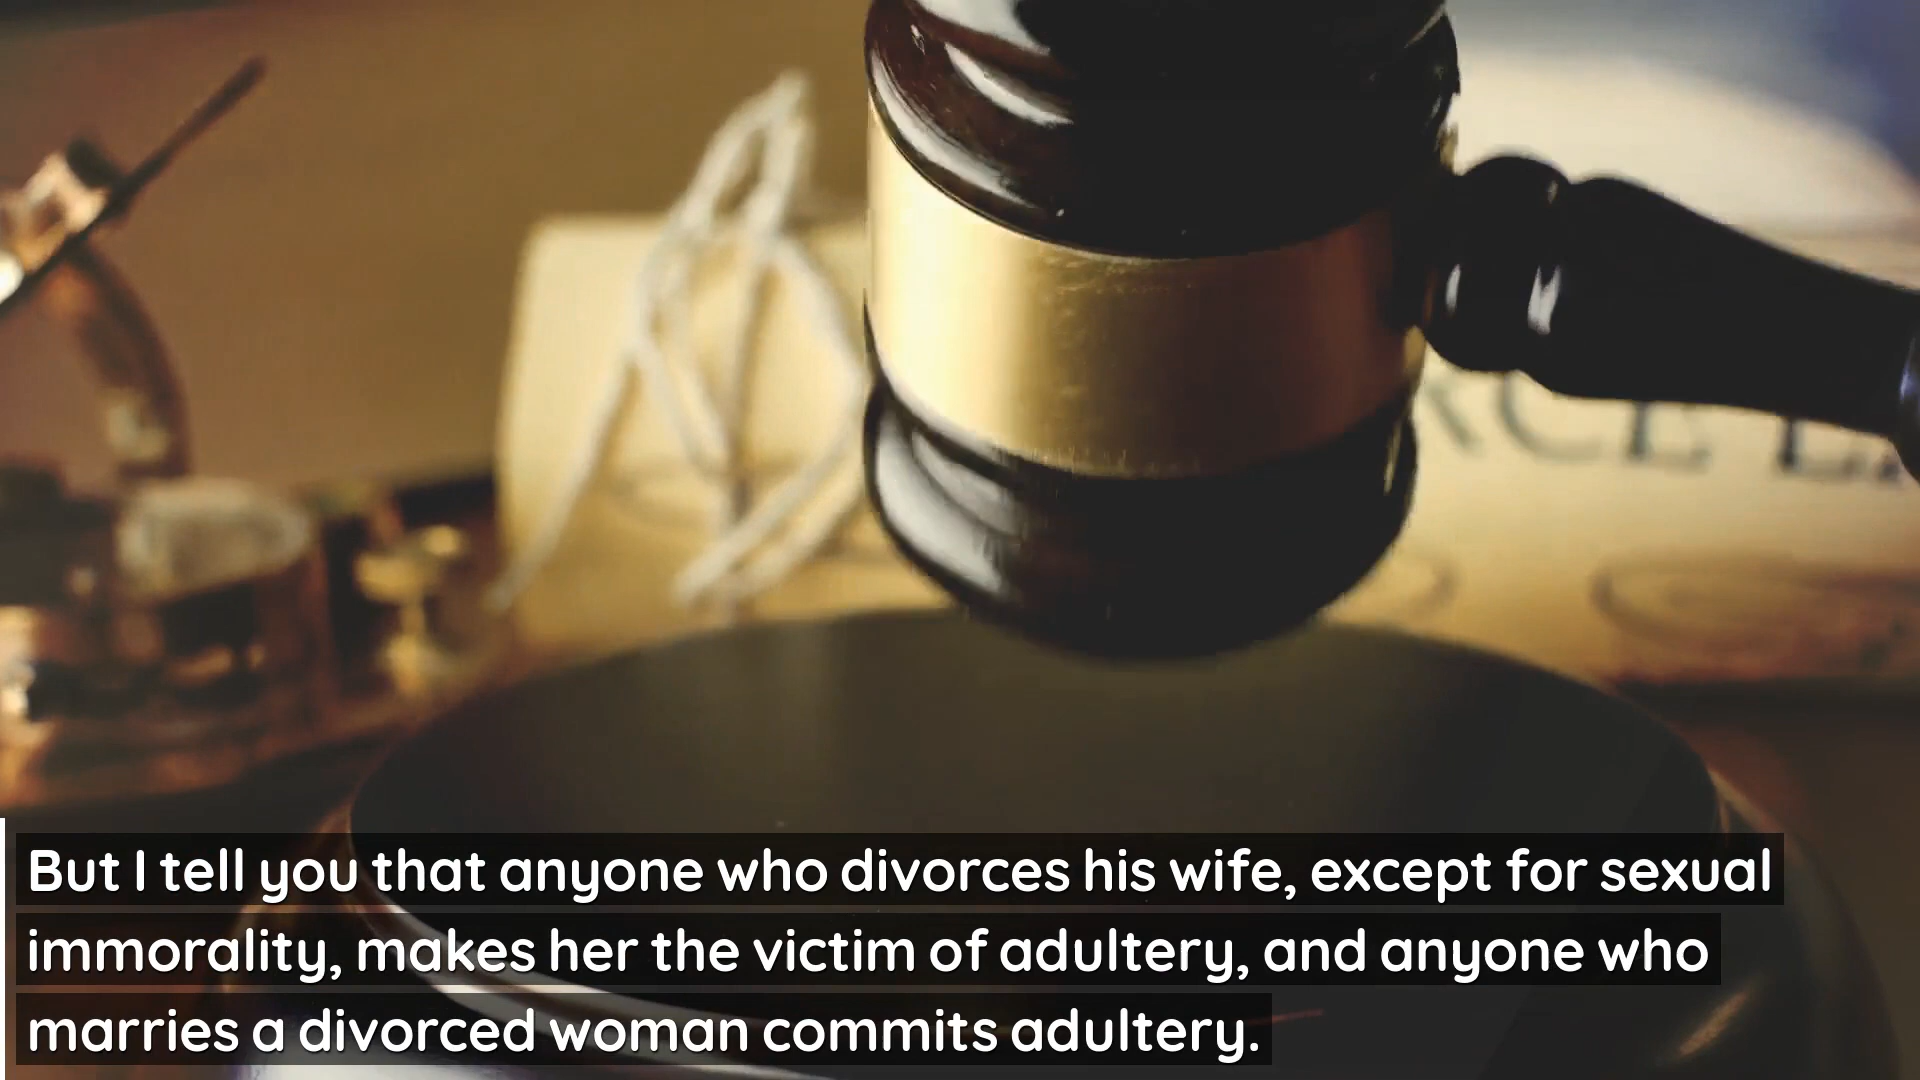 RCE
But I tell you that anyone who divorces his wife, except for sexual
immorality, makes her the victim of adultery, and anyone who
marries a divorced woman commits adultery.